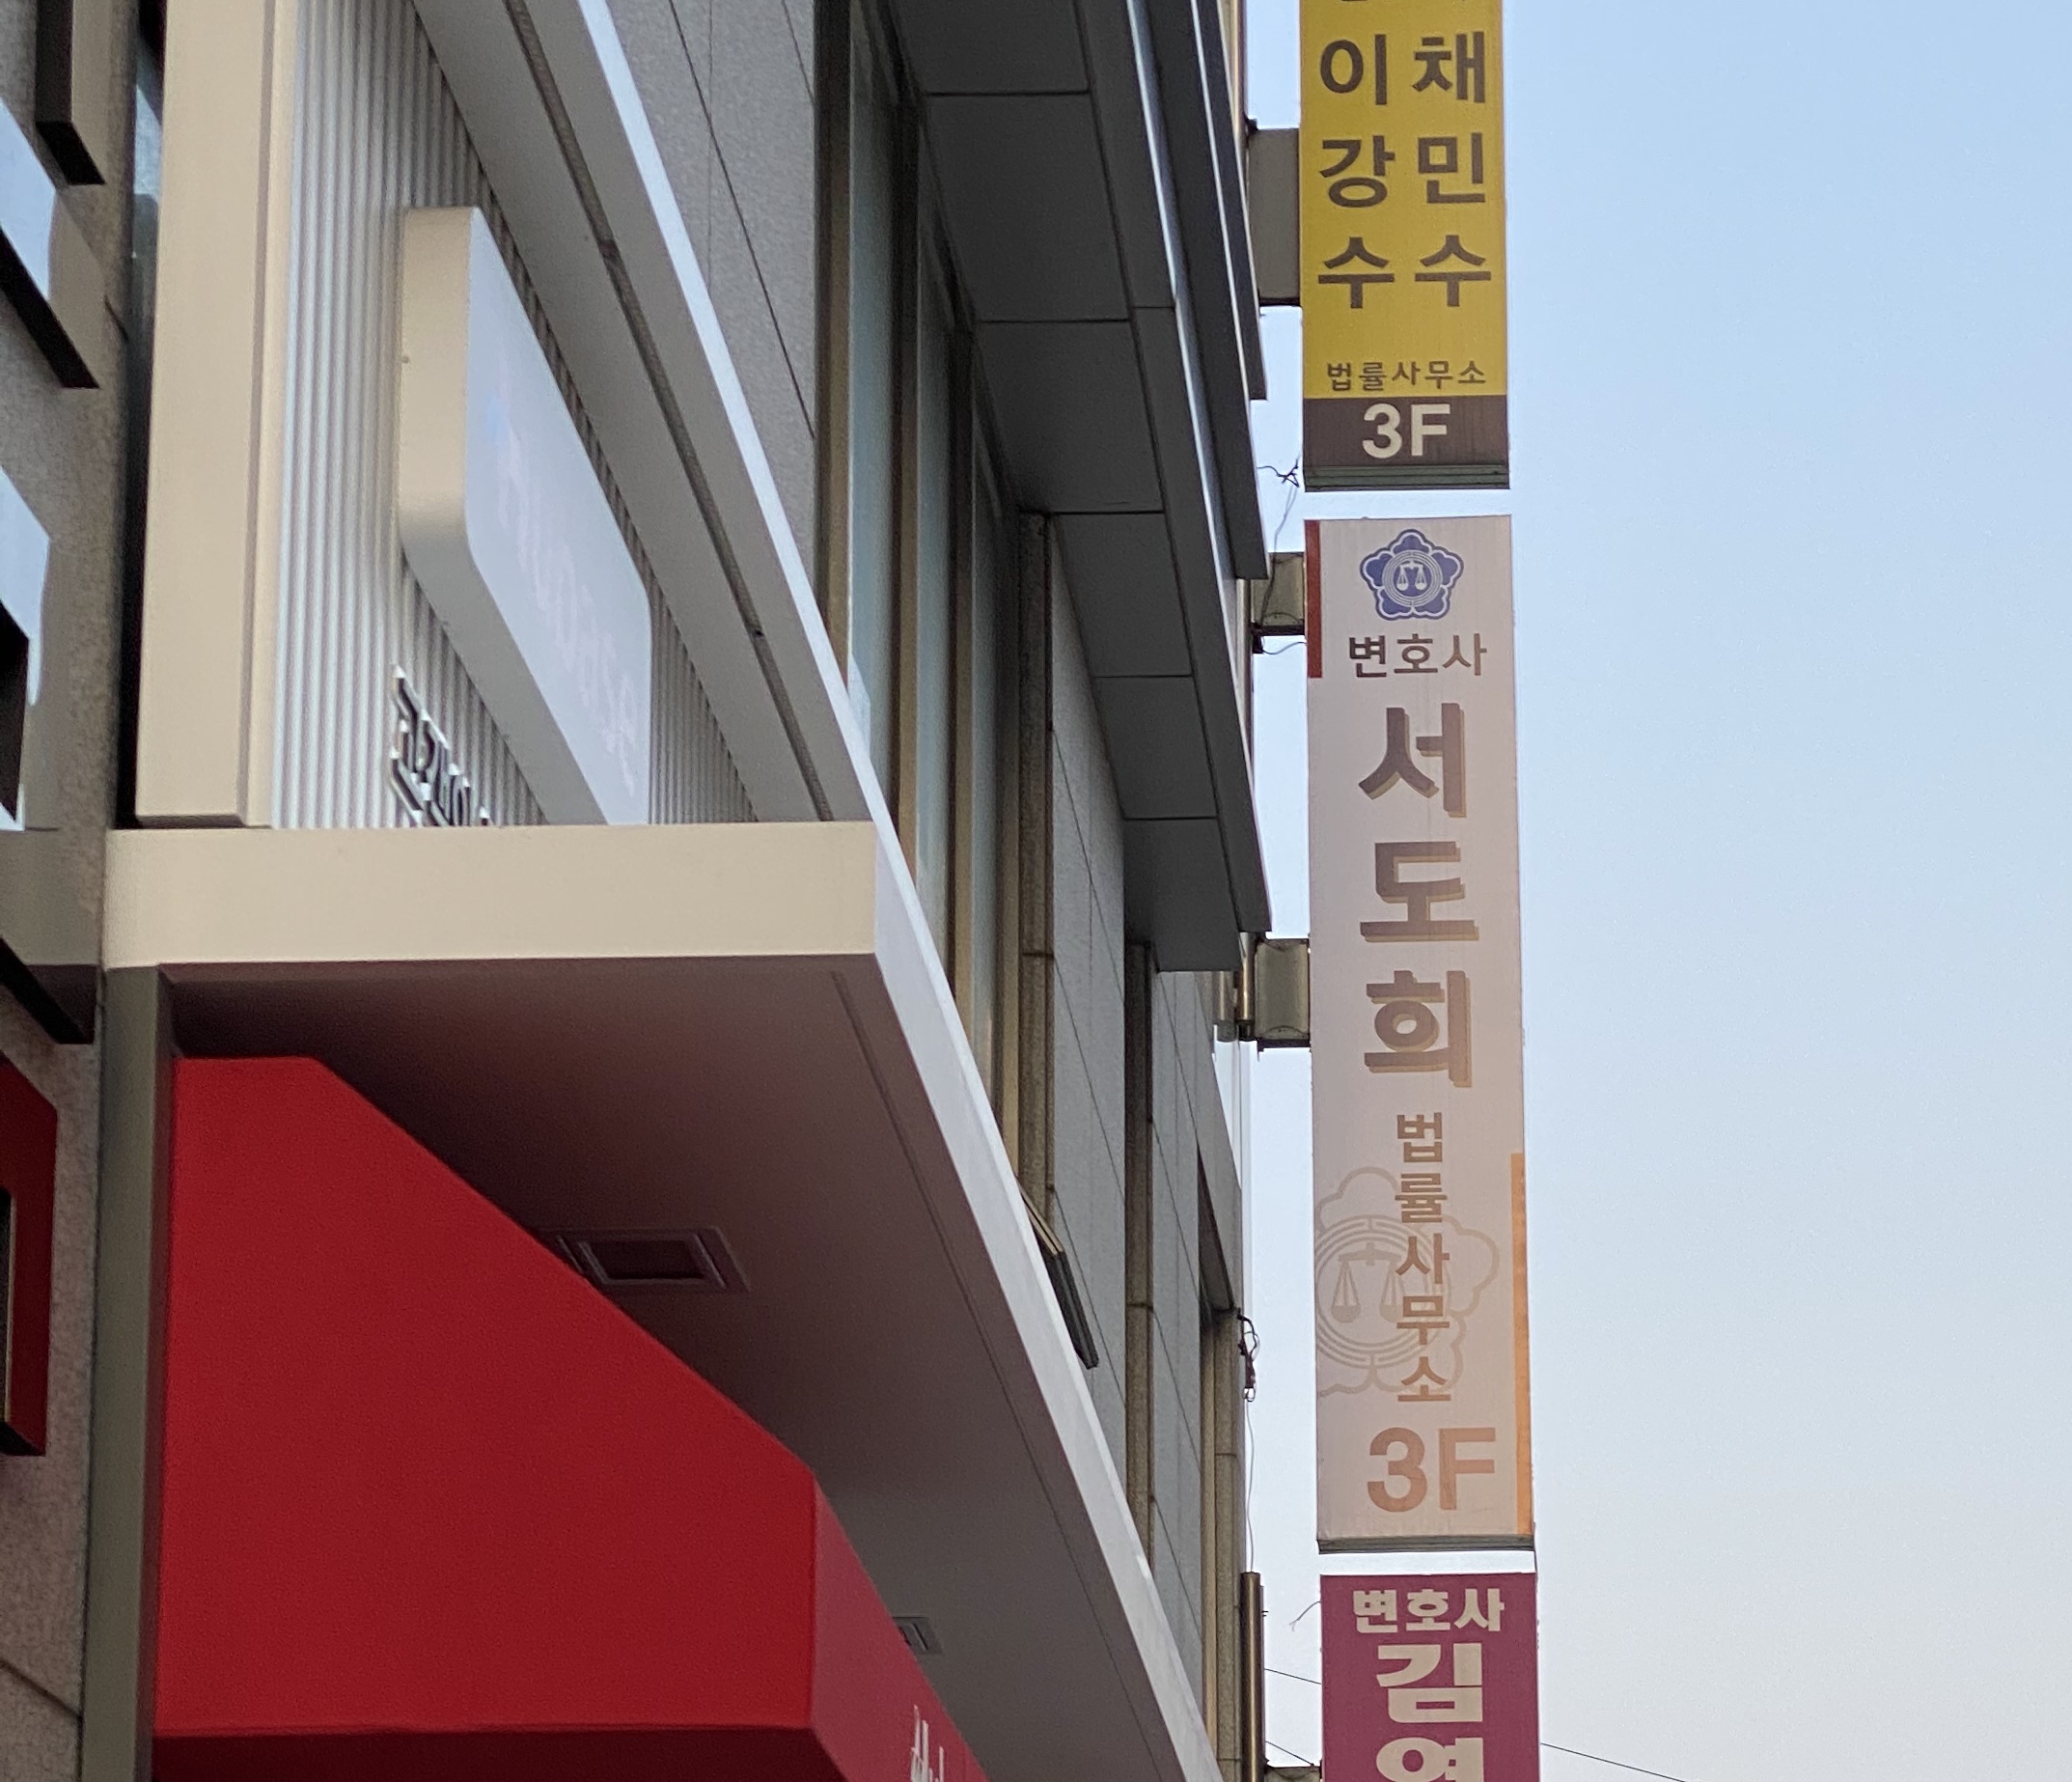 이 채
강 민
수 수
법률사무소
3F
변호사
서도희
법률사무소
3F
변호사
김